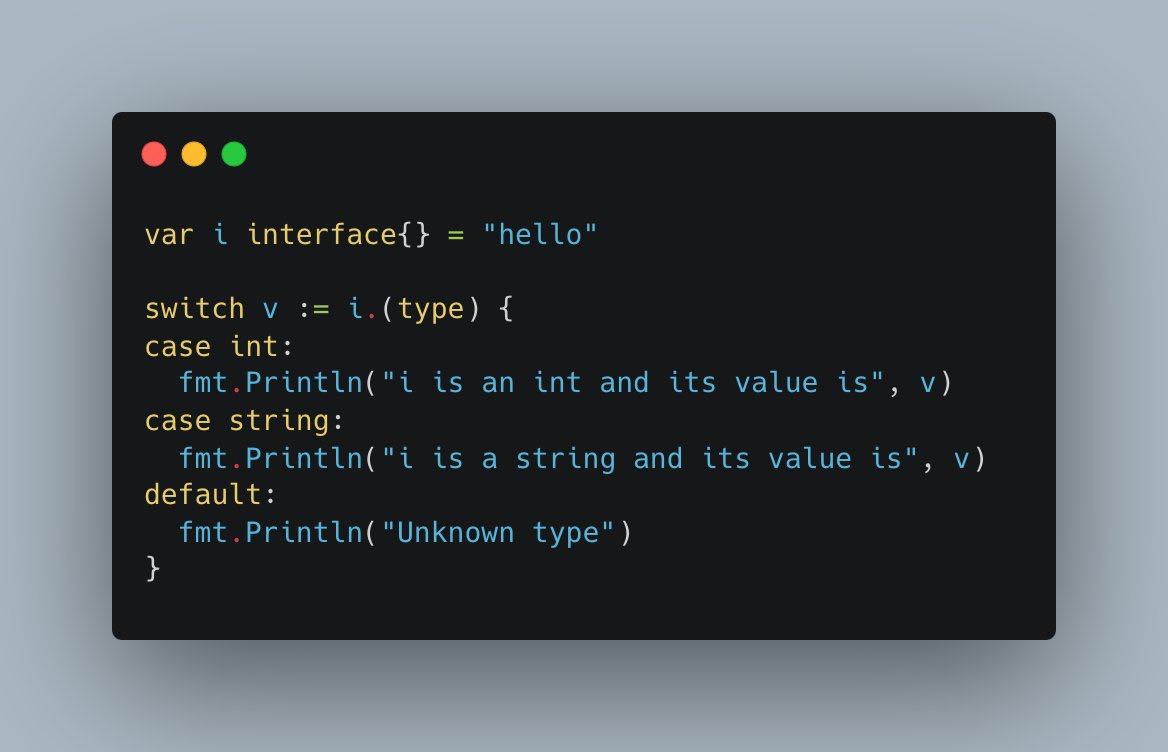 var i interface{} = "hello"
switch v := i.(type) {
case int:
  fmt.Println("i is an int and its value is", v)
case string:
  fmt.Println("i is a string and its value is", v)
default:
  fmt.Println("Unknown type")
}